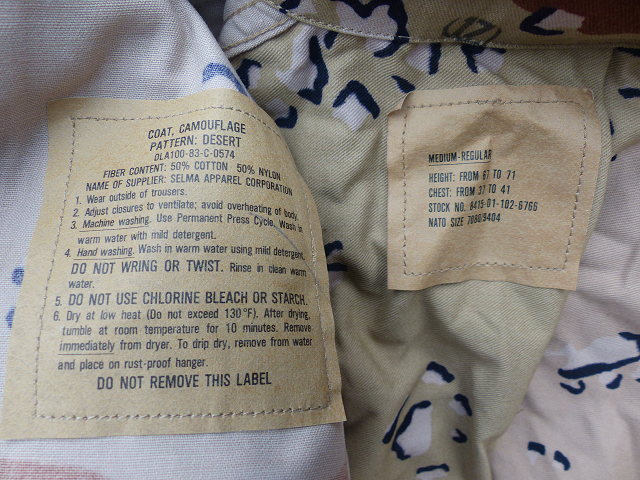 COAT, CAMOUFLAGE
PATTERN: DESERT
DLA100-83-C-0574
FIBER CONTENT: 50% COTTON 50% NYLON
NAME OF SUPPLIER: SELMA APPAREL CORPORATION
1. Wear outside of trousers.
2. Adjust closures to ventilate; avoid overheating of body.
3. Machine washing. Use Permanent Press Cycle. Wash in
warm water with mild detergent.
4. Hand washing. Wash in warm water using mild detergent.
DO NOT WRING OR TWIST. Rinse in clean warm
water.
5. DO NOT USE CHLORINE BLEACH OR STARCH.
6. Dry at low heat (Do not exceed 130°F). After drying,
tumble at room temperature for 10 minutes. Remove
immediately from dryer. To drip dry, remove from water
and place on rust-proof hanger.
DO NOT REMOVE THIS LABEL
MEDIUM-REGULAR
HEIGHT: FROM 67 TO 71
CHEST: FROM 37 TO 41
STOCK NO. 8415-01-102-6766
NATO SIZE 7080/9404